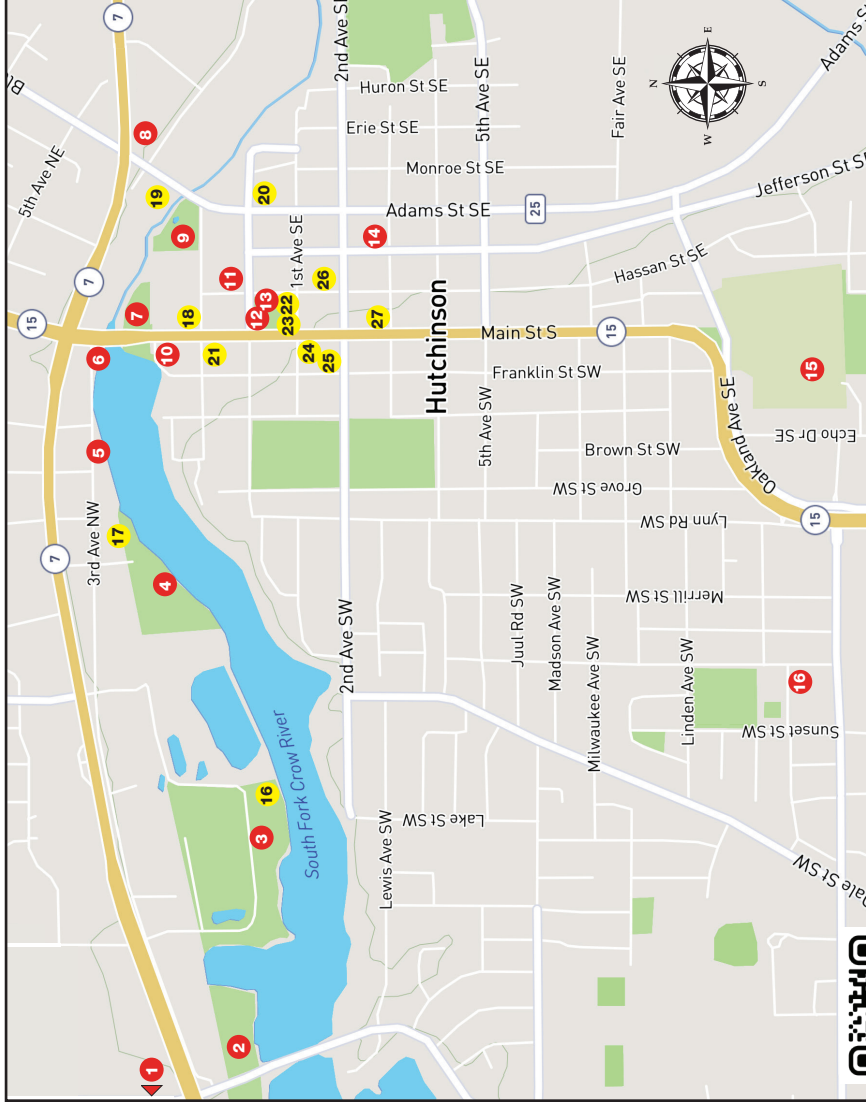 7
2nd Ave SE
Huron St SE
Erie St SE
5th Ave SE
Fair Ave SE
N
E
W
S
Adams St
5th Ave NE
8
Monroe St SE
19
20
Adams St SE
25
Jefferson St SE
9
1st Ave SE
14
Hassan St SE
11
26
15
7
7
18
12
13
22
23
27
Hutchinson
Main St S
15
6
10
21
24
25
Franklin St SW
5th Ave SW
Oakland Ave SE
15
Echo Dr SE
5
Brown St SW
Grove St SW
3rd Ave NW
17
Lynn Rd SW
15
7
4
Merrill St SW
2nd Ave SW
Juul Rd SW
Madson Ave SW
Milwaukee Ave SW
Linden Ave SW
16
Sunset St SW
South Fork Crow River
16
3
Lewis Ave SW
Lake St SW
Dale St SW
2
1